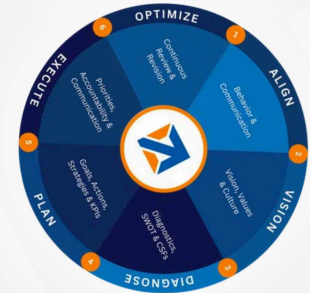 OPTIMIZE
1
ALIGN
2
VISION
3
DIAGNOSE
4
PLAN
5
EXECUTE
6
Continuous
Review &
Revision
Behavior &
Communication
Vision, Values
& Culture
Diagnostics,
SWOT & CSFs
Goals, Actions,
Strategies & KPIs
Priorities,
Accountability &
Communication